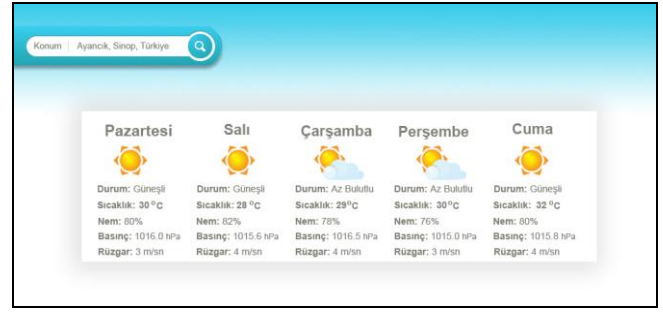 Konum | Ayancık, Sinop, Türkiye
Pazartesi
Durum: Güneşli
Sıcaklık: 30 °C
Nem: 80%
Basınç: 1016.0 hPa
Rüzgar: 3 m/sn
Salı
Durum: Güneşli
Sıcaklık: 28 °C
Nem: 82%
Basınç: 1015.6 hPa
Rüzgar: 4 m/sn
Çarşamba
Durum: Az Bulutlu
Sıcaklık: 29°C
Nem: 78%
Basınç: 1016.5 hPa
Rüzgar: 4 m/sn
Perşembe
Durum: Az Bulutlu
Sıcaklık: 30°C
Nem: 76%
Basınç: 1015.0 hPa
Rüzgar: 3 m/sn
Cuma
Durum: Güneşli
Sıcaklık: 32 °C
Nem: 80%
Basınç: 1015.8 hPa
Rüzgar: 4 m/sn